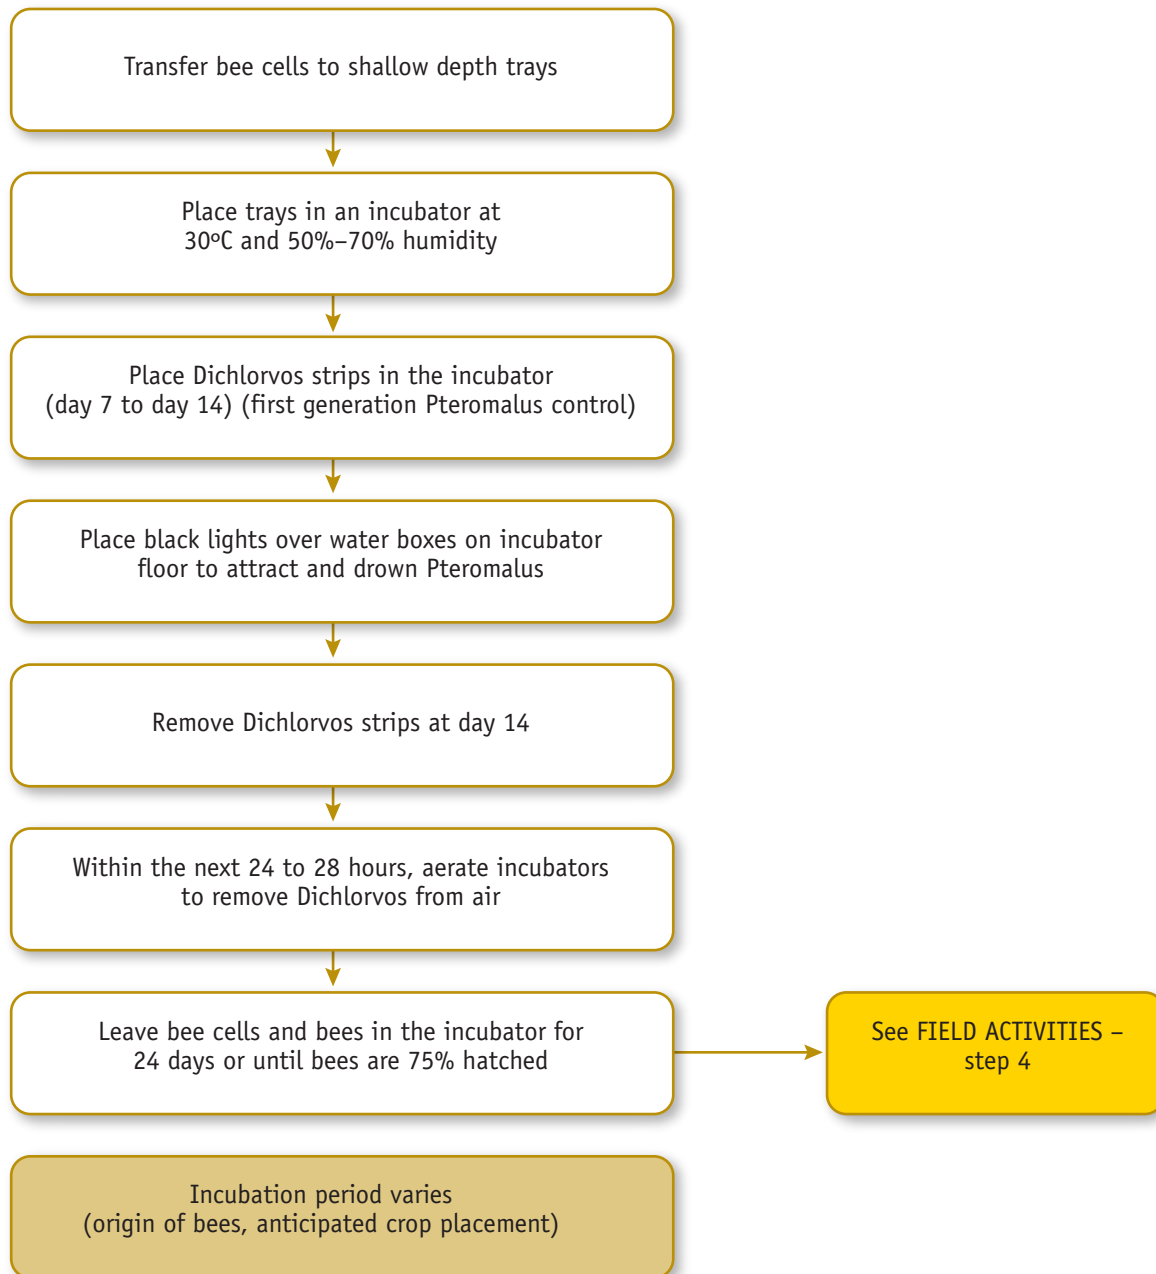 Transfer bee cells to shallow depth trays
Place trays in an incubator at
30ºC and 50%–70% humidity
Place Dichlorvos strips in the incubator
(day 7 to day 14) (first generation Pteromalus control)
Place black lights over water boxes on incubator
floor to attract and drown Pteromalus
Remove Dichlorvos strips at day 14
Within the next 24 to 28 hours, aerate incubators
to remove Dichlorvos from air
Leave bee cells and bees in the incubator for
24 days or until bees are 75% hatched
See FIELD ACTIVITIES –
step 4
Incubation period varies
(origin of bees, anticipated crop placement)